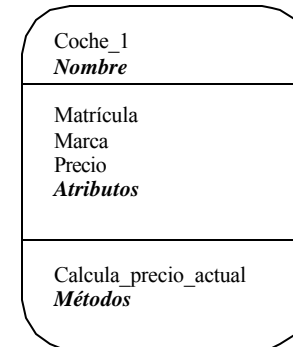 Coche_1
Nombre
Matrícula
Marca
Precio
Atributos
Calcula_precio_actual
Métodos